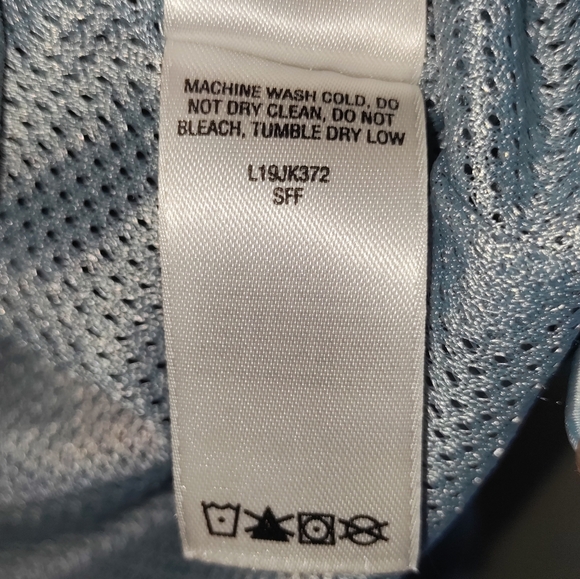 MACHINE WASH COLD, DO
NOT DRY CLEAN, DO NOT
BLEACH, TUMBLE DRY LOW
L19JK372
SFF